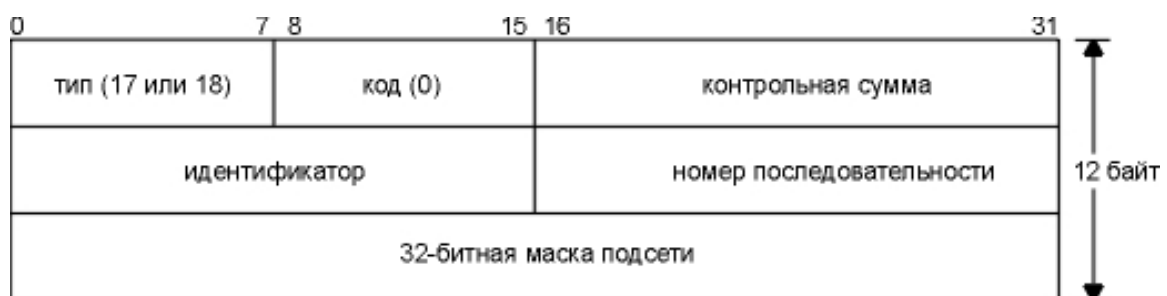 0 7 8 15 16 31
тип (17 или 18) код (0) контрольная сумма
идентификатор номер последовательности 12 байт
32-битная маска подсети